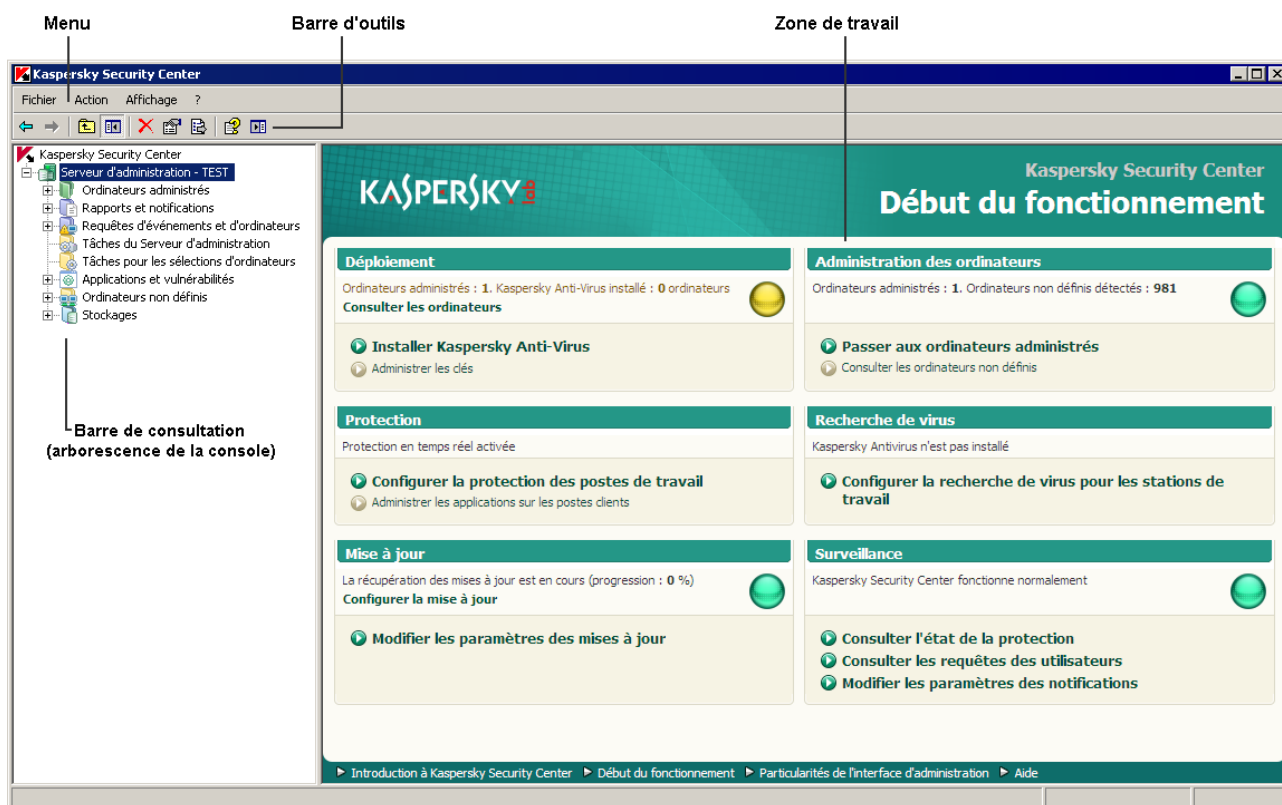 Menu
Barre d'outils
Zone de travail
Kaspersky Security Center
Fichier Action Affichage ?
Kaspersky Security Center
Serveur d'administration - TEST
Ordinateurs administrés
Rapports et notifications
Requêtes d'événements et d'ordinateurs
Tâches du Serveur d'administration
Tâches pour les sélections d'ordinateurs
Applications et vulnérabilités
Ordinateurs non définis
Stockages
Barre de consultation
(arborescence de la console)
KASPERSKY lab
Kaspersky Security Center
Début du fonctionnement
Déploiement
Ordinateurs administrés : 1. Kaspersky Anti-Virus installé : 0 ordinateurs
Consulter les ordinateurs
Installer Kaspersky Anti-Virus
Administrer les clés
Administration des ordinateurs
Ordinateurs administrés : 1. Ordinateurs non définis détectés : 981
Passer aux ordinateurs administrés
Consulter les ordinateurs non définis
Protection
Protection en temps réel activée
Configurer la protection des postes de travail
Administrer les applications sur les postes clients
Recherche de virus
Kaspersky Antivirus n'est pas installé
Configurer la recherche de virus pour les stations de
travail
Mise à jour
La récupération des mises à jour est en cours (progression : 0 %)
Configurer la mise à jour
Modifier les paramètres des mises à jour
Surveillance
Kaspersky Security Center fonctionne normalement
Consulter l'état de la protection
Consulter les requêtes des utilisateurs
Modifier les paramètres des notifications
Introduction à Kaspersky Security Center Début du fonctionnement Particularités de l'interface d'administration Aide